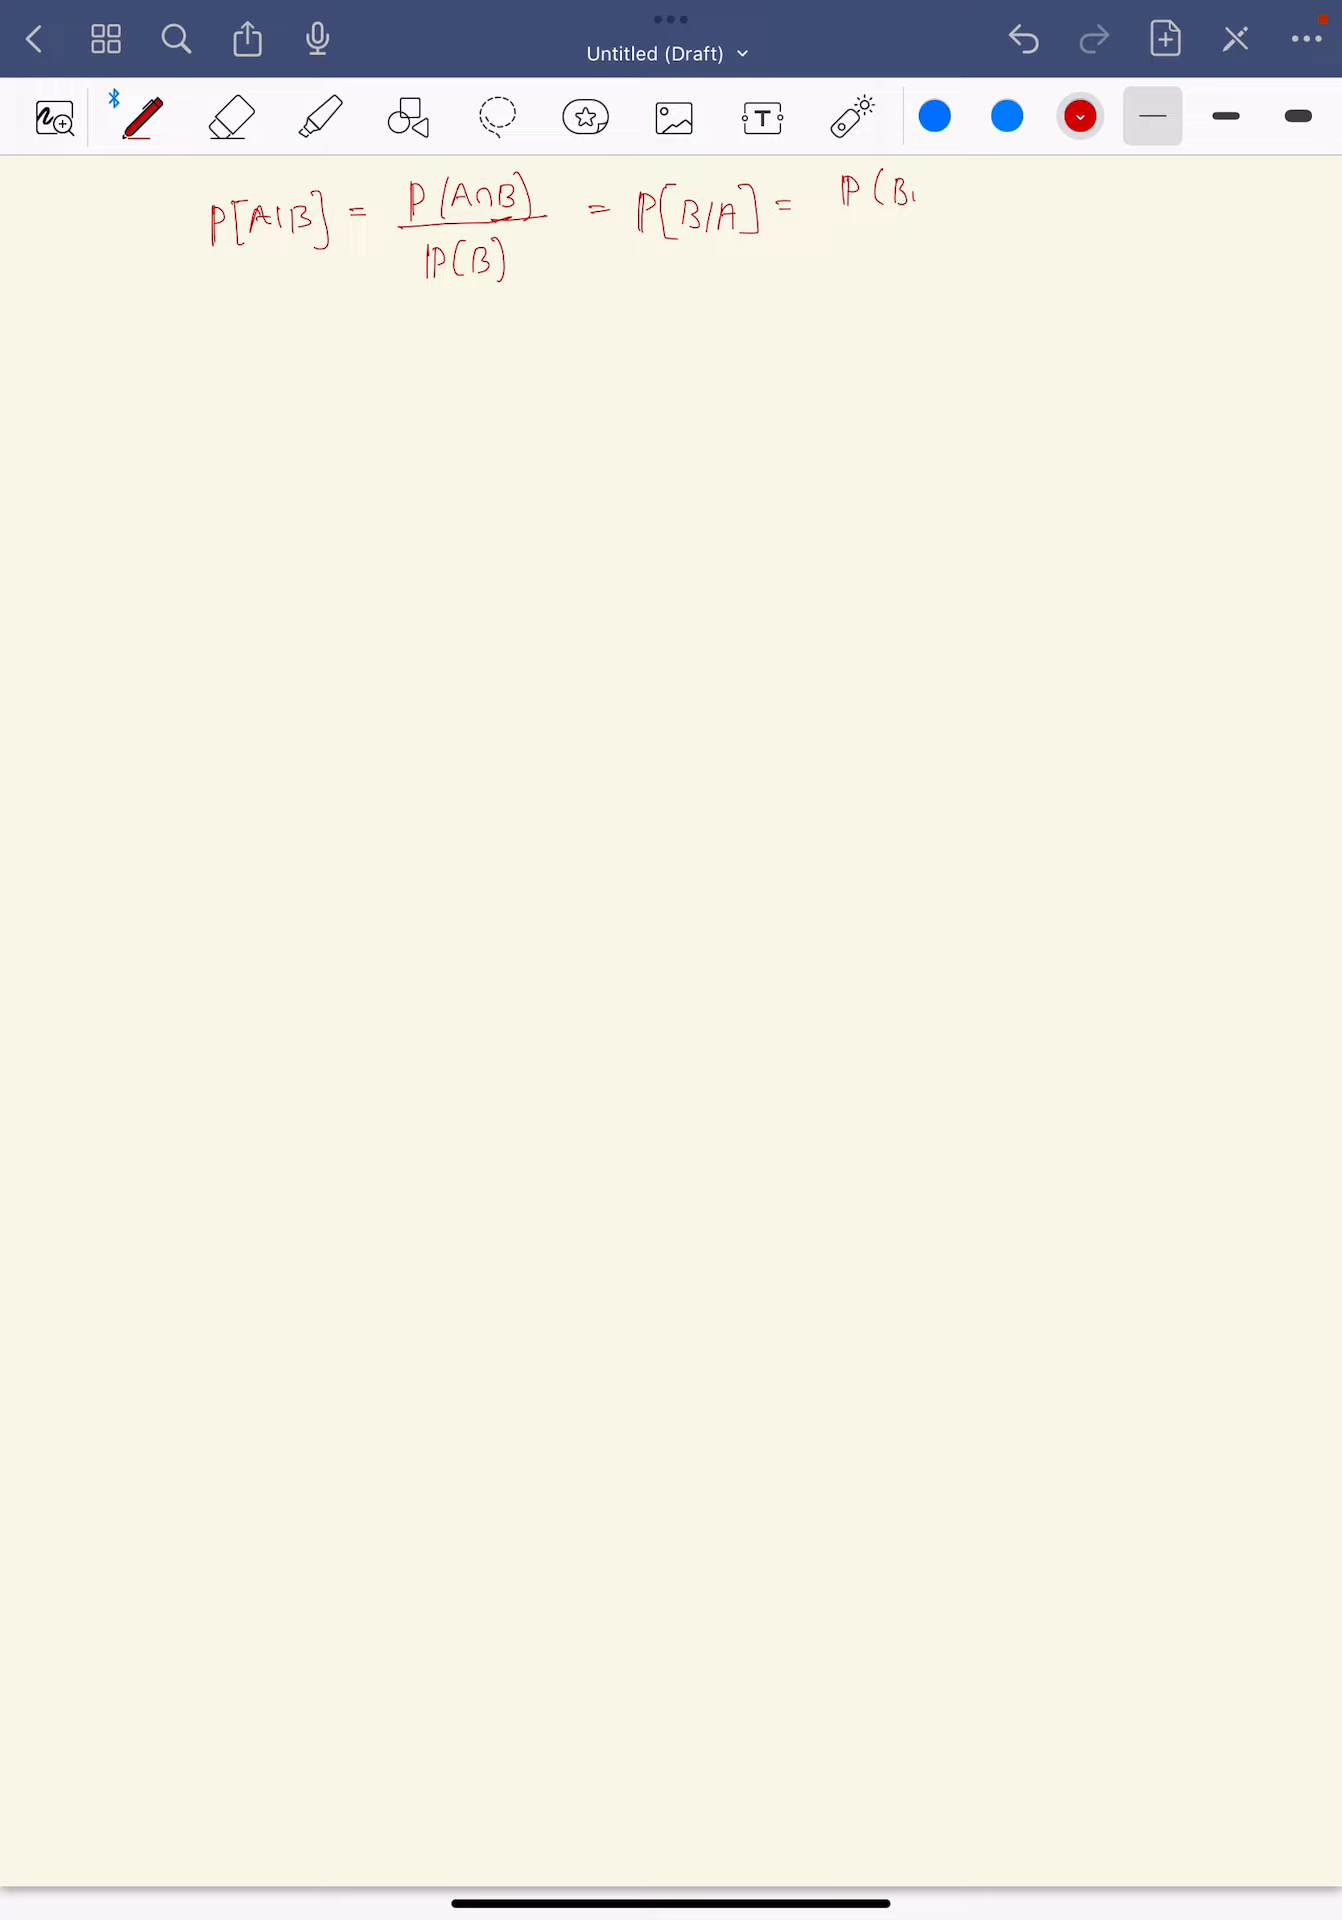 Untitled (Draft)
P[A|B] = P(A∩B) / P(B) = P[B/A] = P(B